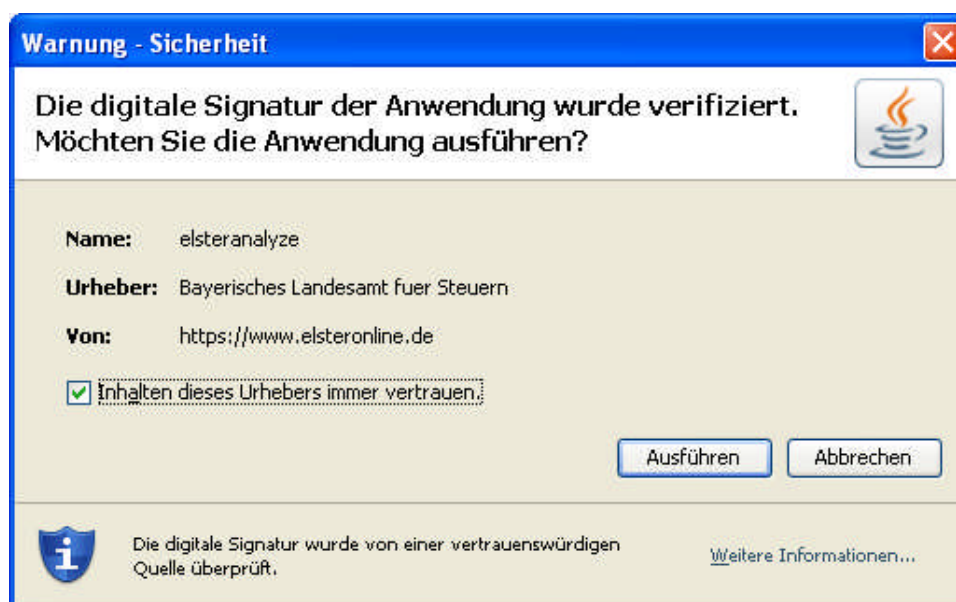 Warnung - Sicherheit
Die digitale Signatur der Anwendung wurde verifiziert.
Möchten Sie die Anwendung ausführen?
Name: elsteranalyze
Urheber: Bayerisches Landesamt fuer Steuern
Von: https://www.elsteronline.de
Inhalten dieses Urhebers immer vertrauen.
Ausführen Abbrechen
Die digitale Signatur wurde von einer vertrauenswürdigen
Quelle überprüft.
Weitere Informationen...